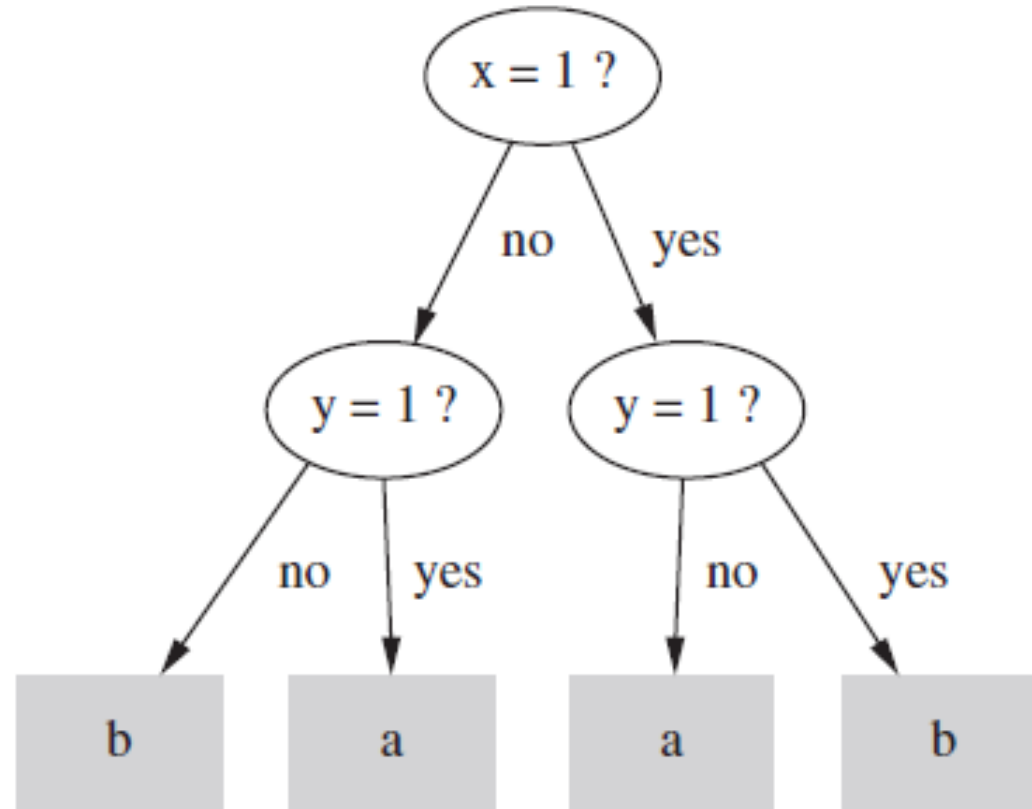 x = 1 ?
no yes
y = 1 ? y = 1 ?
no yes no yes
b a a b